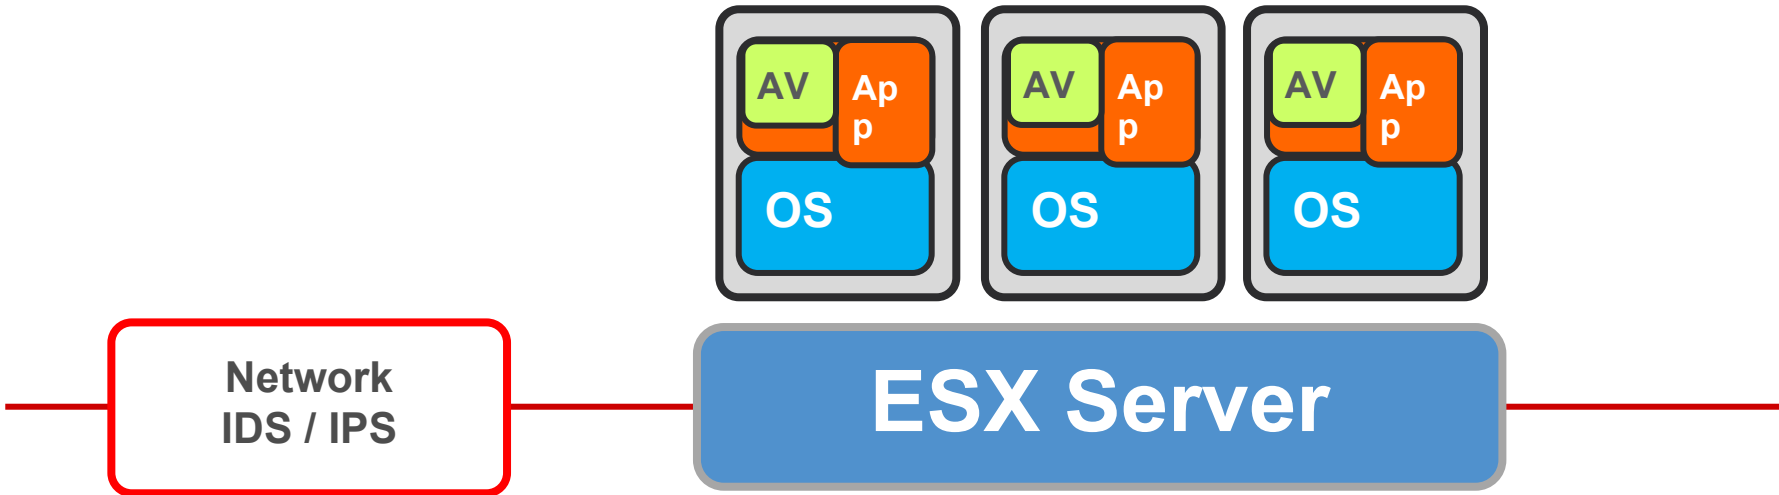 AV
Ap
p
OS
AV
Ap
p
OS
AV
Ap
p
OS
Network
IDS / IPS
ESX Server